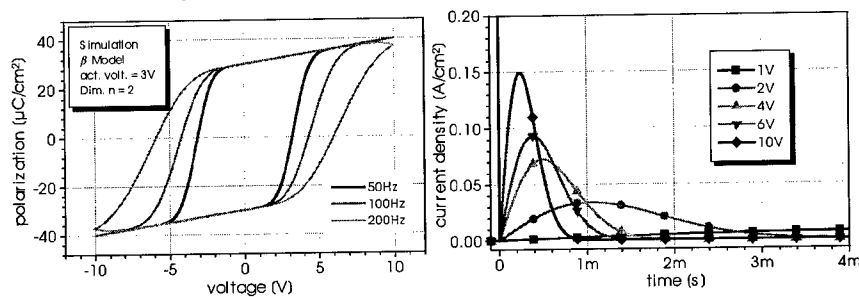 polarization (μC/cm²)
40
20
0
-20
-40
Simulation
β Model
act. volt. = 3V
Dim. n = 2
50Hz
100Hz
200Hz
-10
-5
0
5
10
voltage (V)
current density (A/cm²)
0.20
0.15
0.10
0.05
0.00
1V
2V
4V
6V
10V
0
1m
2m
3m
4m
time (s)